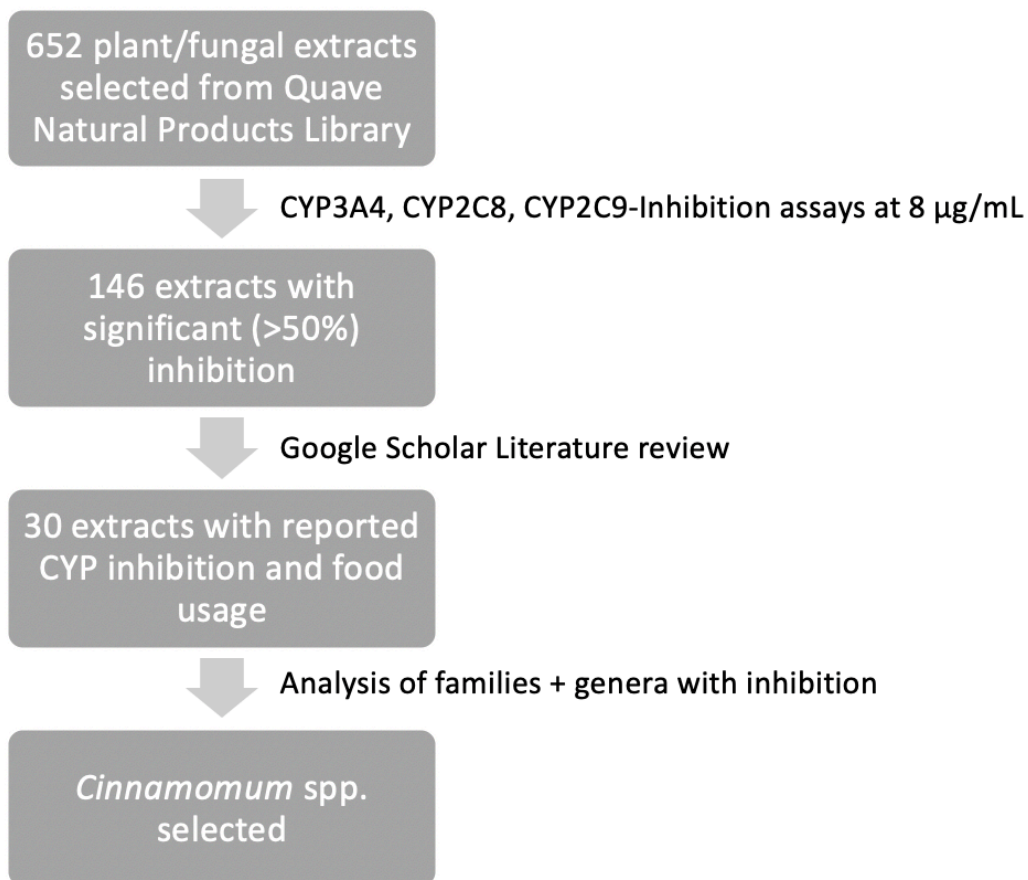 652 plant/fungal extracts
selected from Quave
Natural Products Library
CYP3A4, CYP2C8, CYP2C9-Inhibition assays at 8 µg/mL
146 extracts with
significant (>50%)
inhibition
Google Scholar Literature review
30 extracts with reported
CYP inhibition and food
usage
Analysis of families + genera with inhibition
Cinnamomum spp.
selected